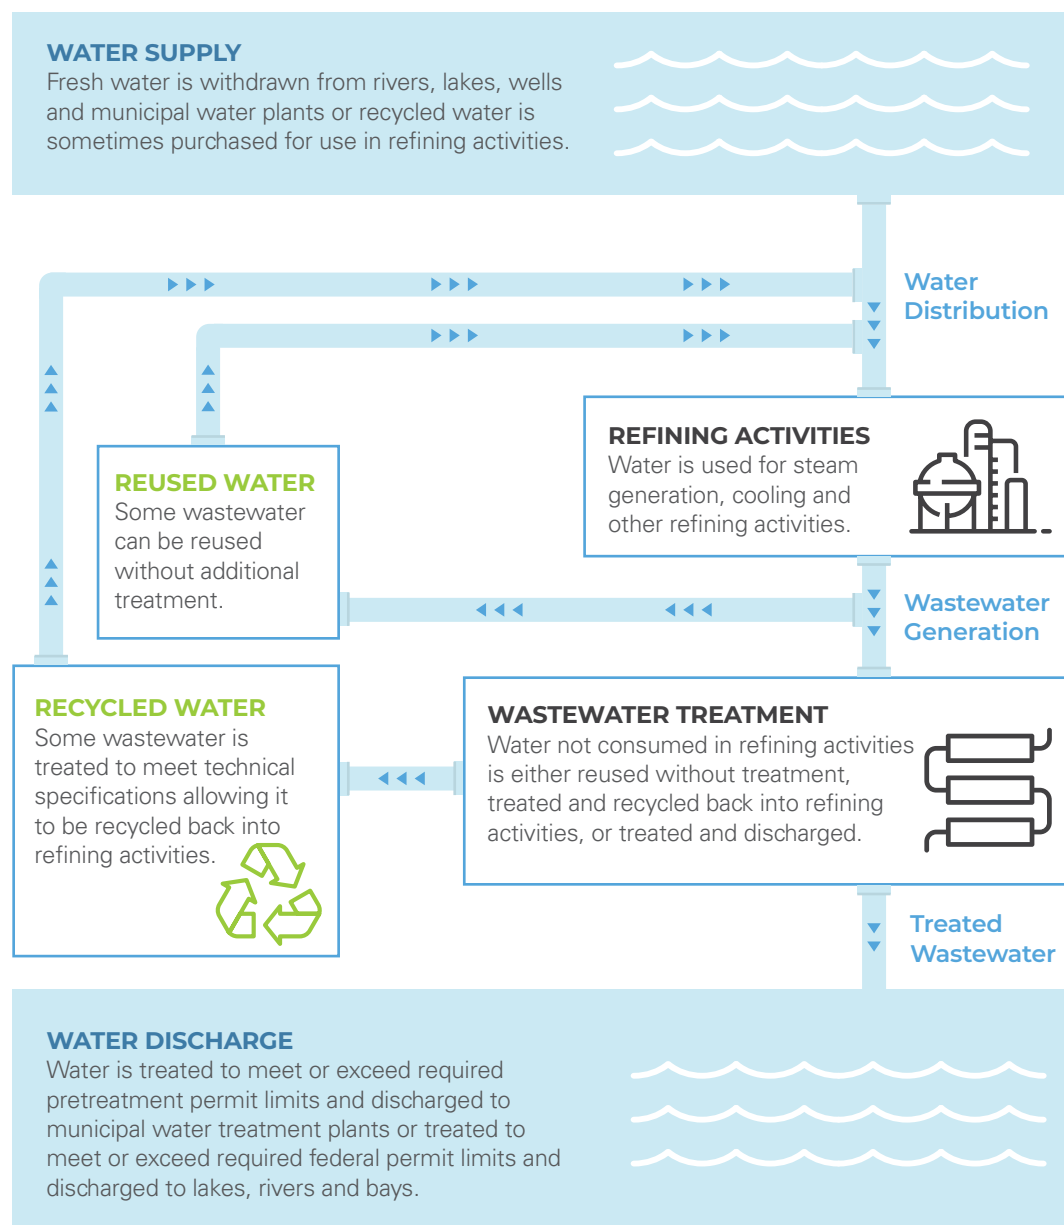 WATER SUPPLY
Fresh water is withdrawn from rivers, lakes, wells
and municipal water plants or recycled water is
sometimes purchased for use in refining activities.
Water
Distribution
REFINING ACTIVITIES
Water is used for steam
generation, cooling and
other refining activities.
REUSED WATER
Some wastewater
can be reused
without additional
treatment.
Wastewater
Generation
RECYCLED WATER
Some wastewater is
treated to meet technical
specifications allowing it
to be recycled back into
refining activities.
WASTEWATER TREATMENT
Water not consumed in refining activities
is either reused without treatment,
treated and recycled back into refining
activities, or treated and discharged.
Treated
Wastewater
WATER DISCHARGE
Water is treated to meet or exceed required
pretreatment permit limits and discharged to
municipal water treatment plants or treated to
meet or exceed required federal permit limits and
discharged to lakes, rivers and bays.